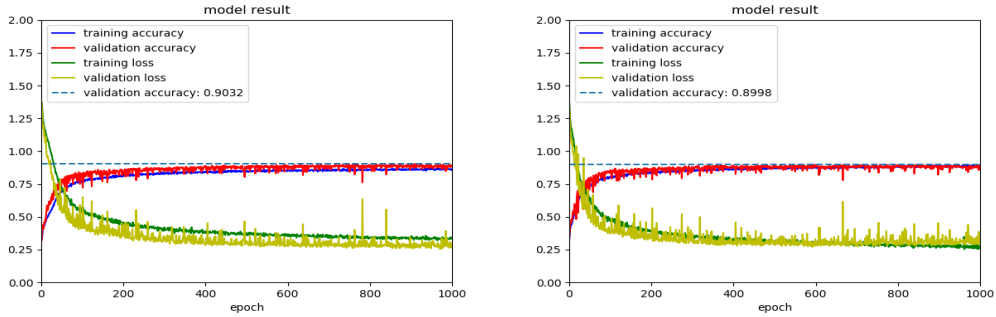 model result
2.00
1.75
1.50
1.25
1.00
0.75
0.50
0.25
0.00
training accuracy
validation accuracy
training loss
validation loss
validation accuracy: 0.9032
0 200 400 600 800 1000
epoch
model result
2.00
1.75
1.50
1.25
1.00
0.75
0.50
0.25
0.00
training accuracy
validation accuracy
training loss
validation loss
validation accuracy: 0.8998
0 200 400 600 800 1000
epoch